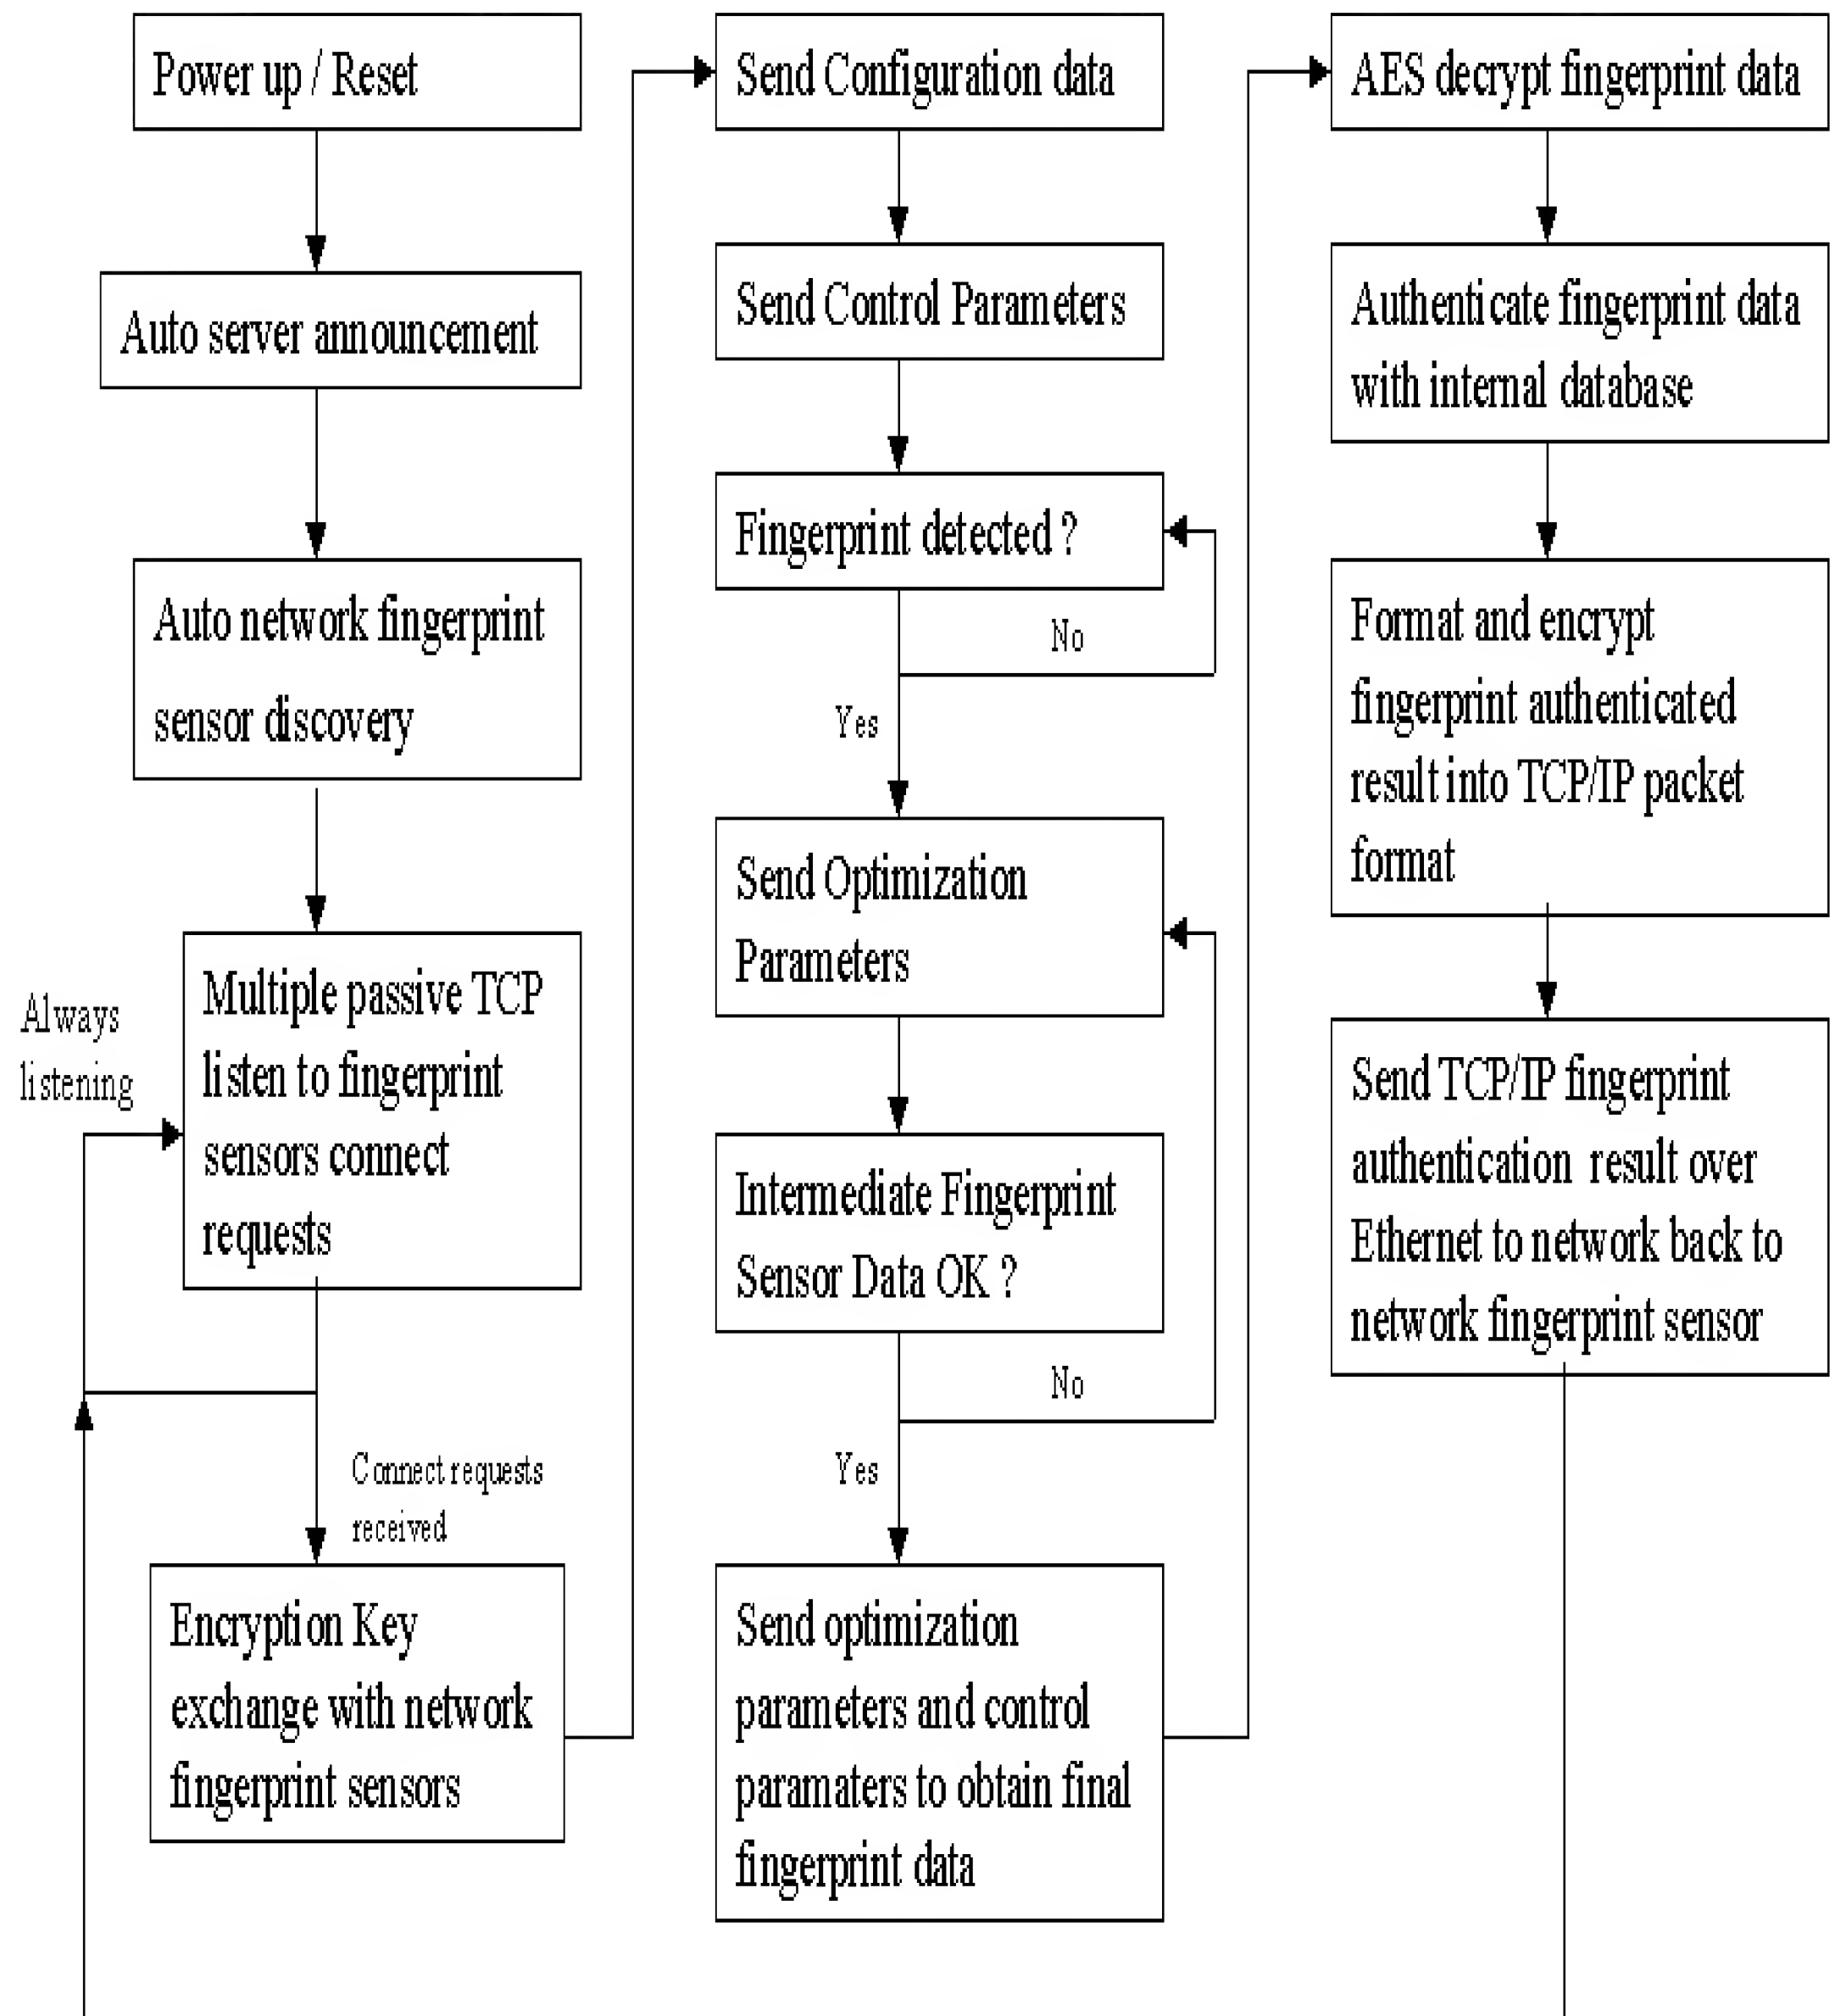 Power up / Reset
Auto server announcement
Auto network fingerprint
sensor discovery
Always
listening
Multiple passive TCP
listen to fingerprint
sensors connect
requests
Connect requests
received
Encryption Key
exchange with network
fingerprint sensors
Send Configuration data
Send Control Parameters
Fingerprint detected ?
No
Yes
Send Optimization
Parameters
Intermediate Fingerprint
Sensor Data OK ?
No
Yes
Send optimization
parameters and control
paramaters to obtain final
fingerprint data
AES decrypt fingerprint data
Authenticate fingerprint data
with internal database
Format and encrypt
fingerprint authenticated
result into TCP/IP packet
format
Send TCP/IP fingerprint
authentication result over
Ethernet to network back to
network fingerprint sensor